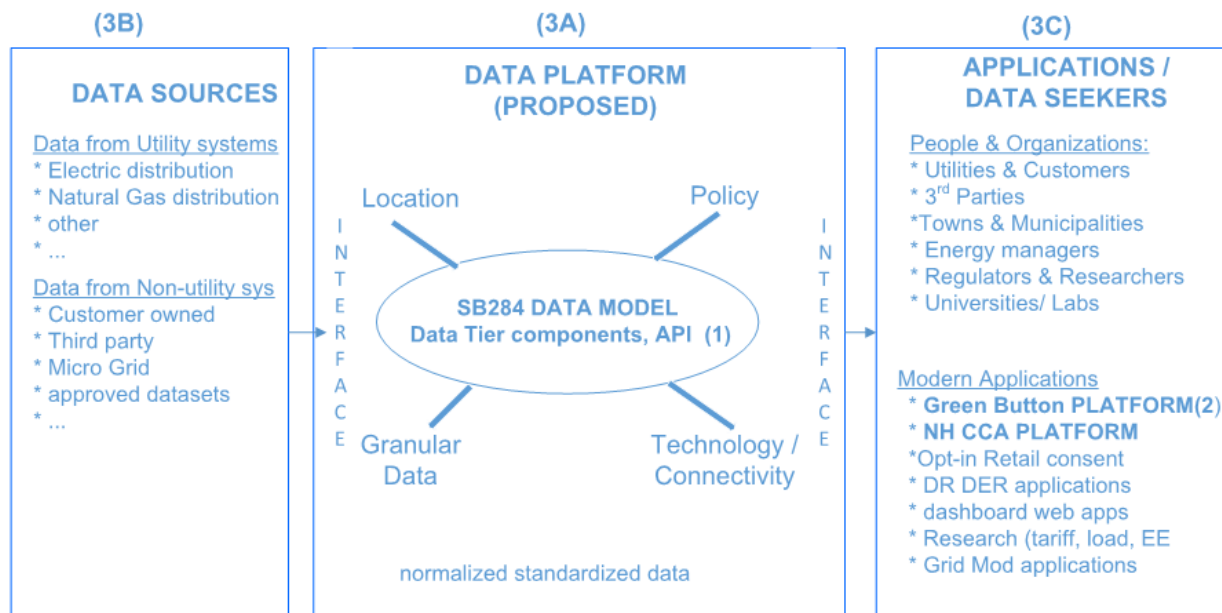 (3B)
DATA SOURCES
Data from Utility systems
* Electric distribution
* Natural Gas distribution
* other
* ...
Data from Non-utility sys
* Customer owned
* Third party
* Micro Grid
* approved datasets
* ...
(3A)
DATA PLATFORM
(PROPOSED)
INTERFACE
Location
Policy
SB284 DATA MODEL
Data Tier components, API (1)
Granular
Data
Technology /
Connectivity
normalized standardized data
INTERFACE
(3C)
APPLICATIONS /
DATA SEEKERS
People & Organizations:
* Utilities & Customers
* 3rd Parties
*Towns & Municipalities
* Energy managers
* Regulators & Researchers
* Universities/ Labs
Modern Applications
* Green Button PLATFORM(2)
* NH CCA PLATFORM
*Opt-in Retail consent
* DR DER applications
* dashboard web apps
* Research (tariff, load, EE
* Grid Mod applications